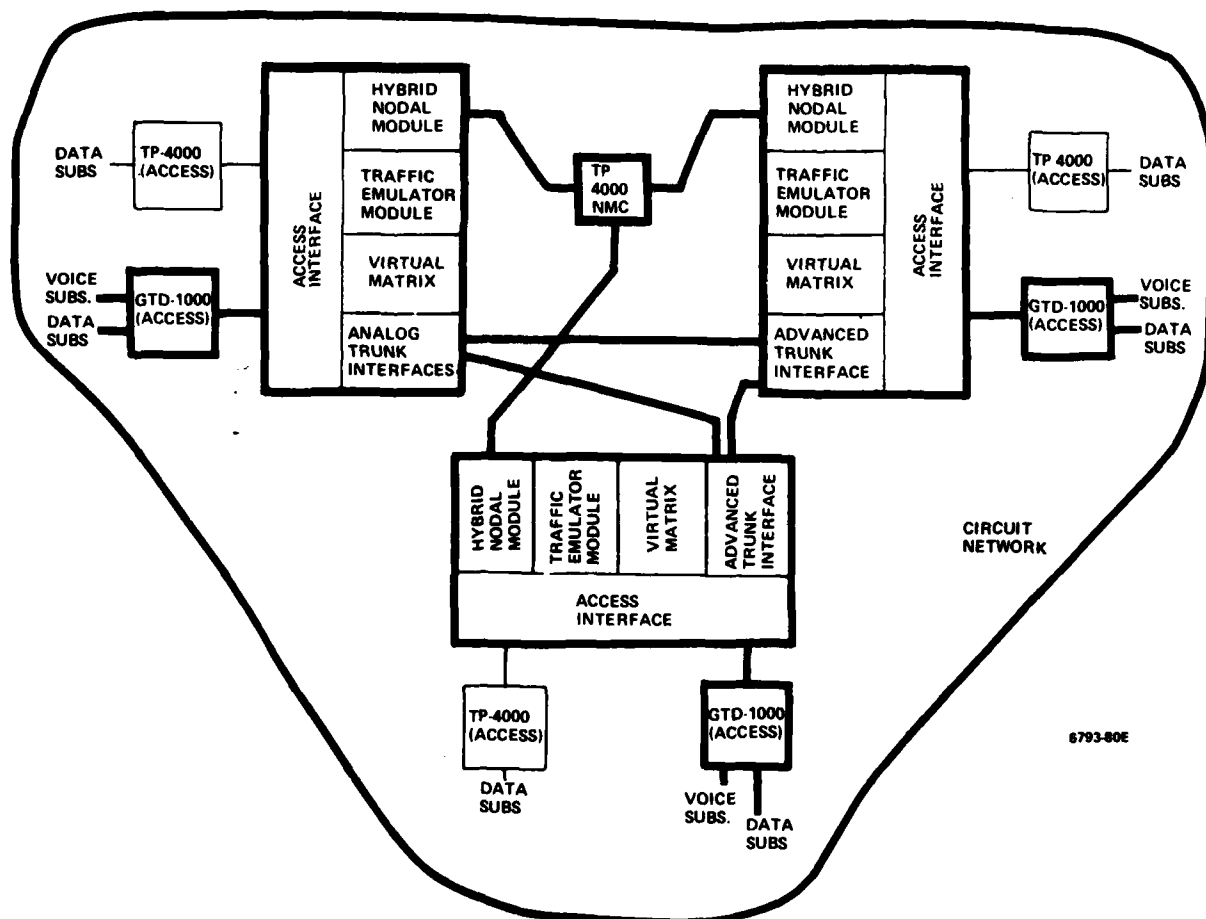 HYBRID
NODAL
MODULE
TRAFFIC
EMULATOR
MODULE
VIRTUAL
MATRIX
ANALOG
TRUNK
INTERFACES
ACCESS
INTERFACE
DATA
SUBS
TP-4000
(ACCESS)
VOICE
SUBS.
DATA
SUBS
GTD-1000
(ACCESS)
TP
4000
NMC
HYBRID
NODAL
MODULE
TRAFFIC
EMULATOR
MODULE
VIRTUAL
MATRIX
ADVANCED
TRUNK
INTERFACE
ACCESS
INTERFACE
TP 4000
(ACCESS)
DATA
SUBS
GTD-1000
(ACCESS)
VOICE
SUBS.
DATA
SUBS
HYBRID
NODAL
MODULE
TRAFFIC
EMULATOR
MODULE
VIRTUAL
MATRIX
ADVANCED
TRUNK
INTERFACE
ACCESS
INTERFACE
CIRCUIT
NETWORK
TP-4000
(ACCESS)
DATA
SUBS
GTD-1000
(ACCESS)
VOICE
SUBS.
DATA
SUBS
6793-80E